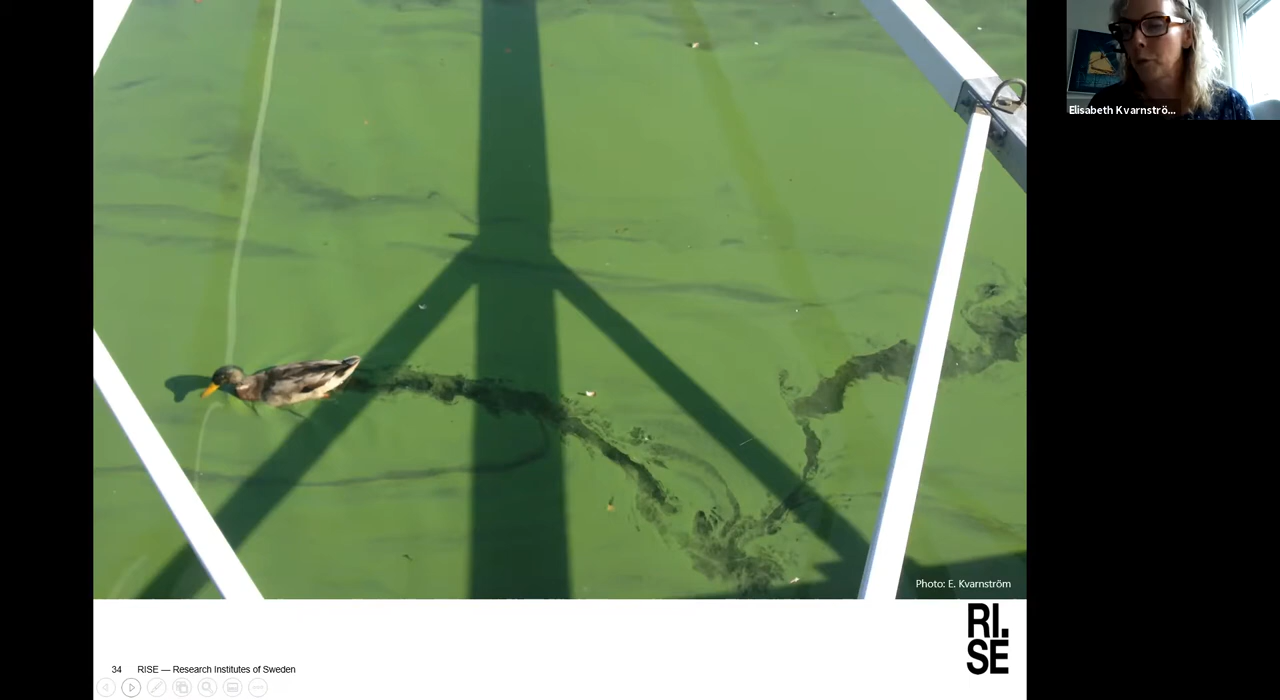 Elisabeth Kvarnströ...
Photo: E. Kvarnström
RI.
SE
34 RISE — Research Institutes of Sweden